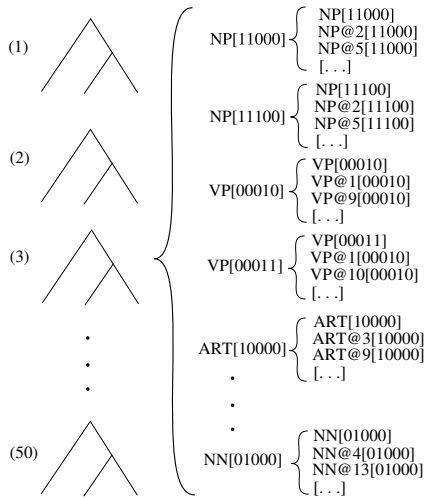 (1)
(2)
(3)
(50)
NP[11000]
NP[11000]
NP@2[11000]
NP@5[11000]
[. . .]
NP[11100]
NP[11100]
NP@2[11100]
NP@5[11100]
[. . .]
VP[00010]
VP[00010]
VP@1[00010]
VP@9[00010]
[. . .]
VP[00011]
VP[00011]
VP@1[00010]
VP@10[00010]
[. . .]
ART[10000]
ART[10000]
ART@3[10000]
ART@9[10000]
[. . .]
NN[01000]
NN[01000]
NN@4[01000]
NN@13[01000]
[. . .]